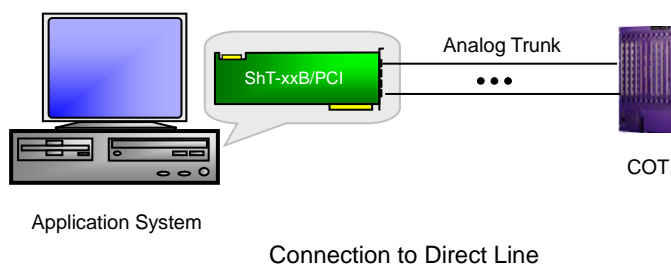 Analog Trunk
ShT-xxB/PCI
COT
Application System
Connection to Direct Line